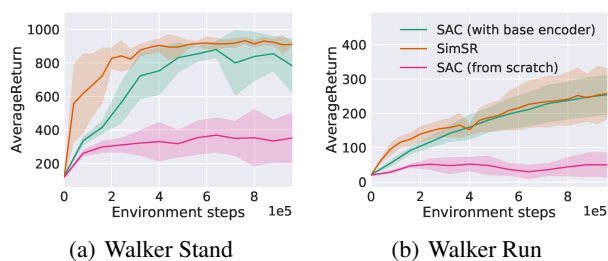 1000
800
600
400
200
AverageReturn
0 2 4 6 8
Environment steps 1e5
(a) Walker Stand
400
300
200
100
0
AverageReturn
SAC (with base encoder)
SimSR
SAC (from scratch)
0 2 4 6 8
Environment steps 1e5
(b) Walker Run